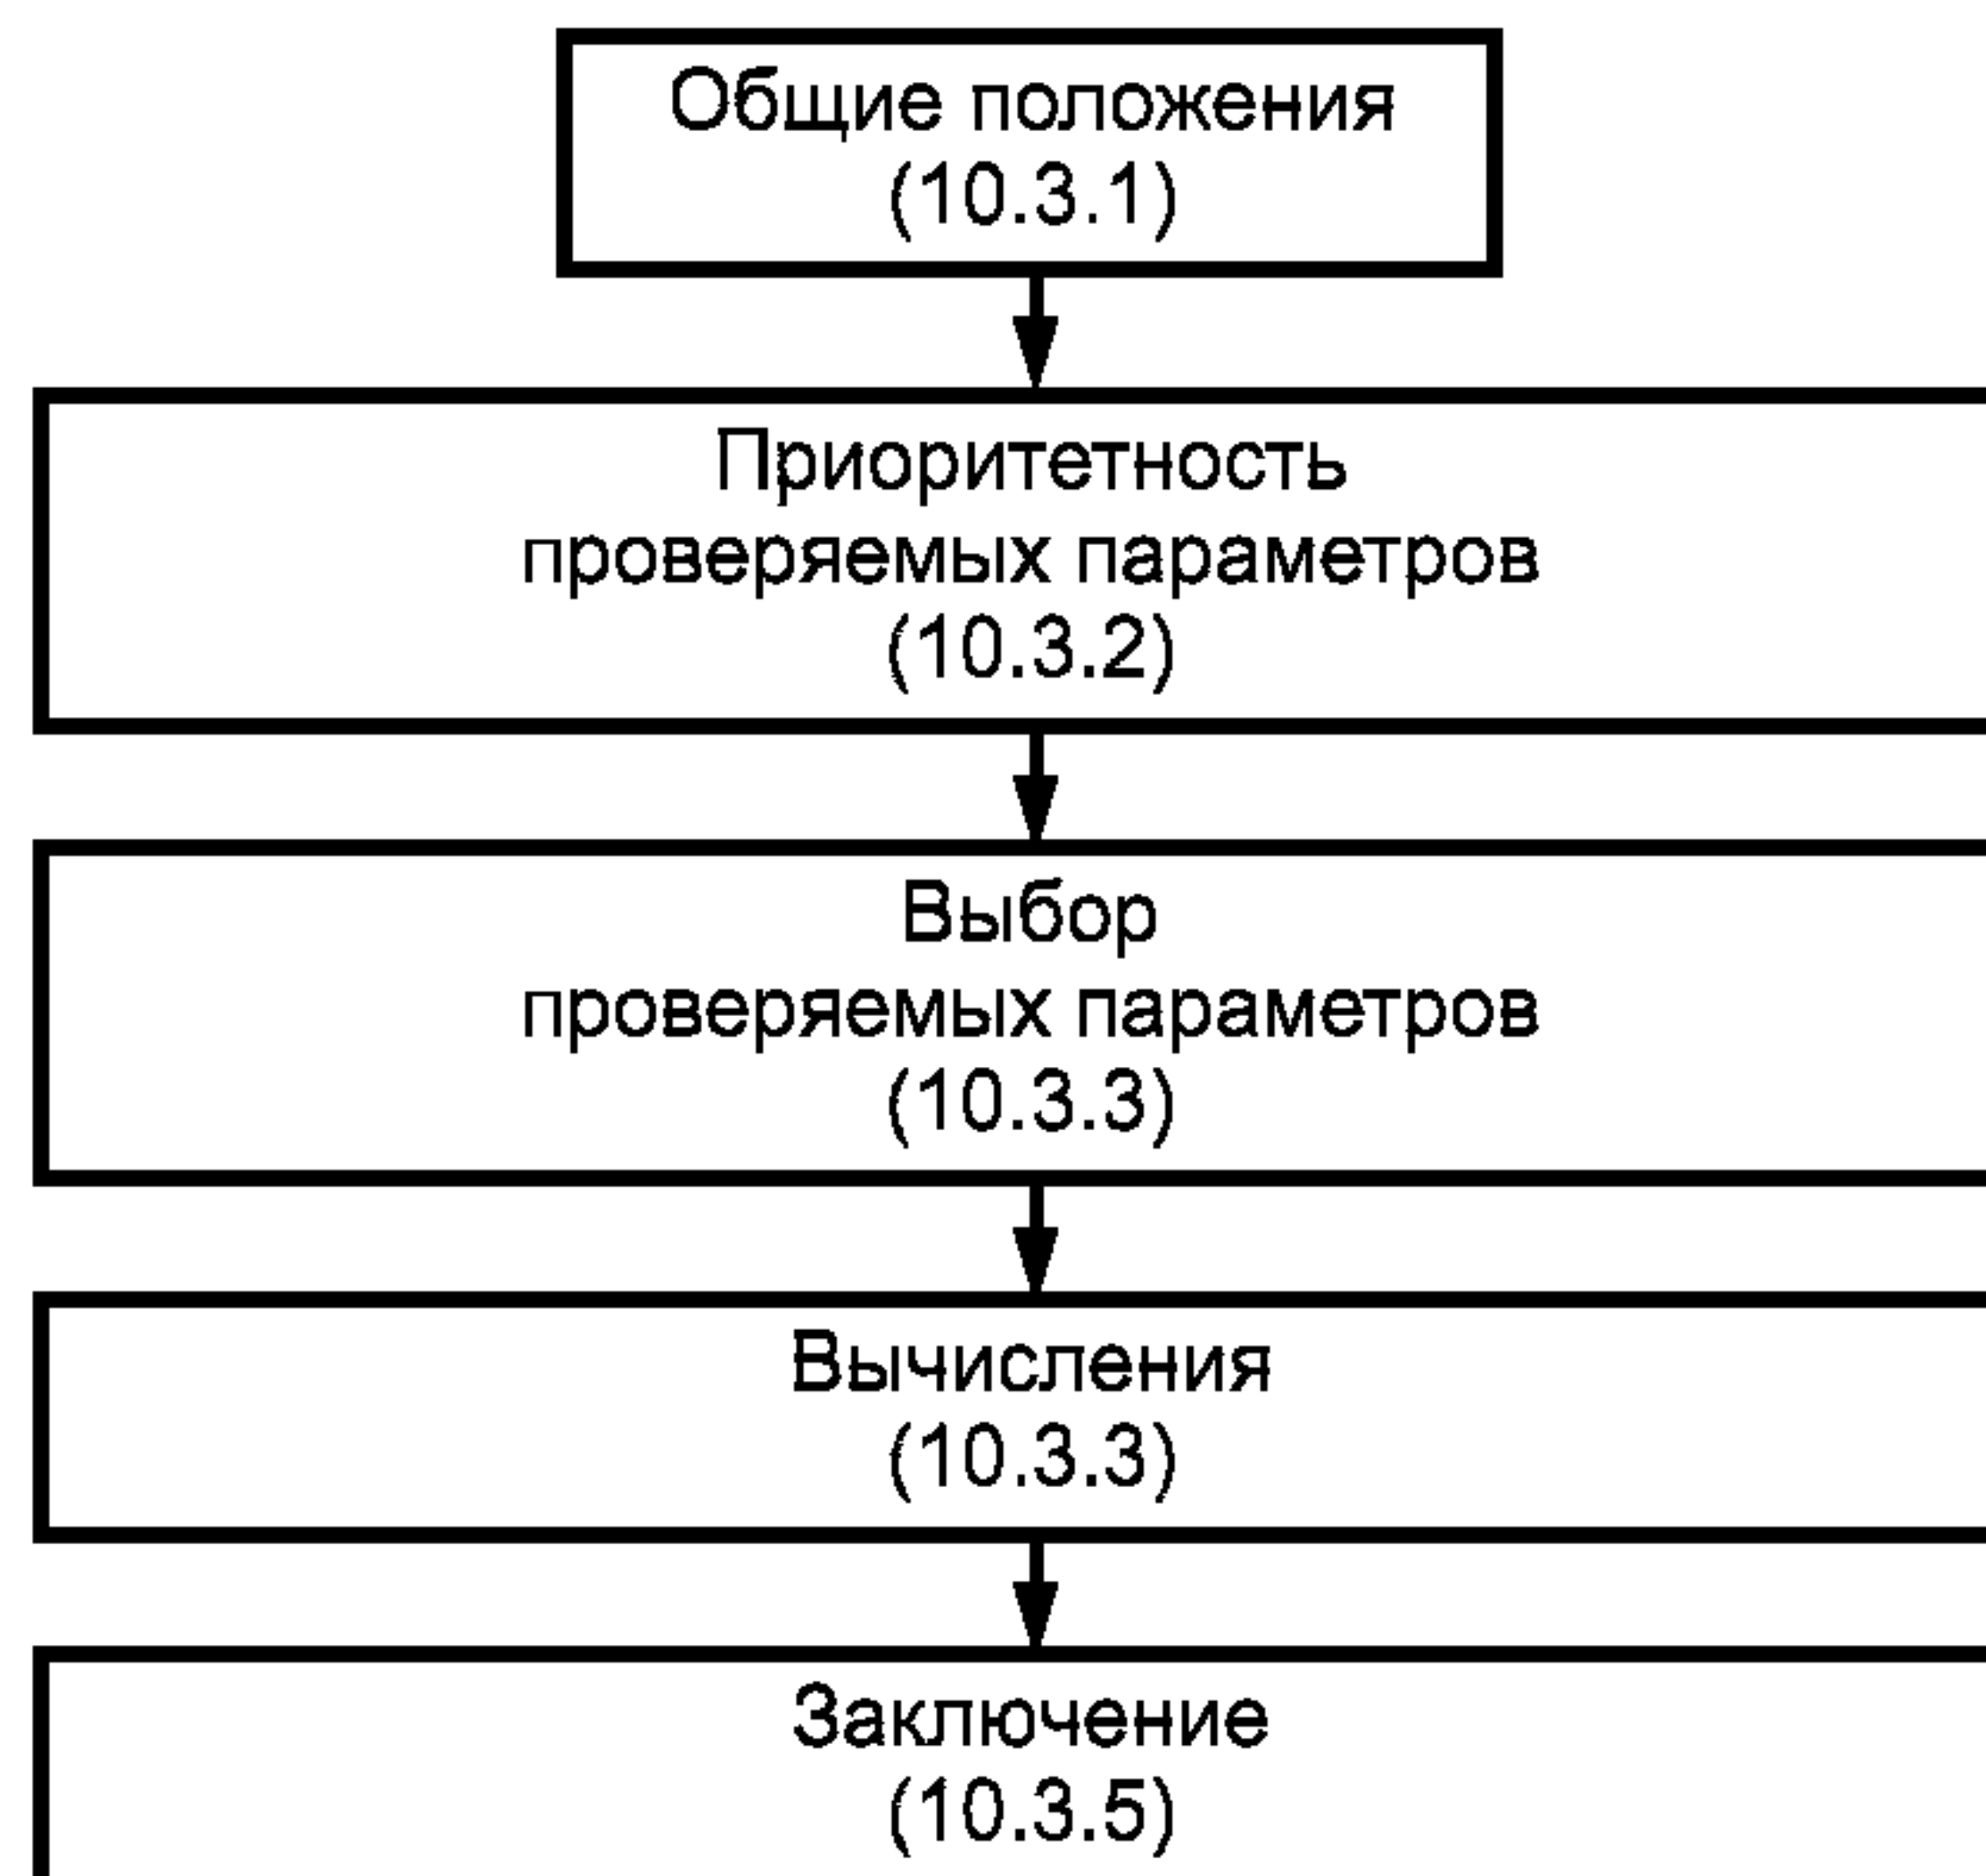 Общие положения
(10.3.1)
Приоритетность
проверяемых параметров
(10.3.2)
Выбор
проверяемых параметров
(10.3.3)
Вычисления
(10.3.3)
Заключение
(10.3.5)